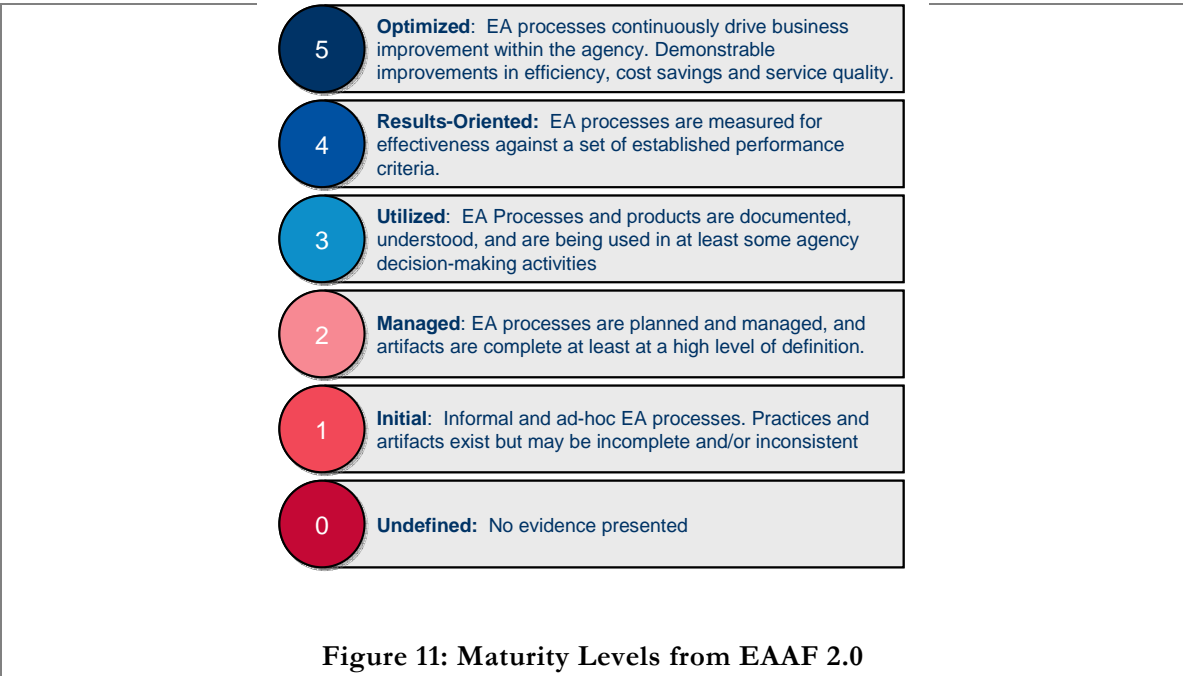 5
Optimized:  EA processes continuously drive business
improvement within the agency. Demonstrable
improvements in efficiency, cost savings and service quality.
4
Results-Oriented:  EA processes are measured for
effectiveness against a set of established performance
criteria.
3
Utilized:  EA Processes and products are documented,
understood, and are being used in at least some agency
decision-making activities
2
Managed: EA processes are planned and managed, and
artifacts are complete at least at a high level of definition.
1
Initial:  Informal and ad-hoc EA processes. Practices and
artifacts exist but may be incomplete and/or inconsistent
0
Undefined:  No evidence presented
Figure 11: Maturity Levels from EAAF 2.0